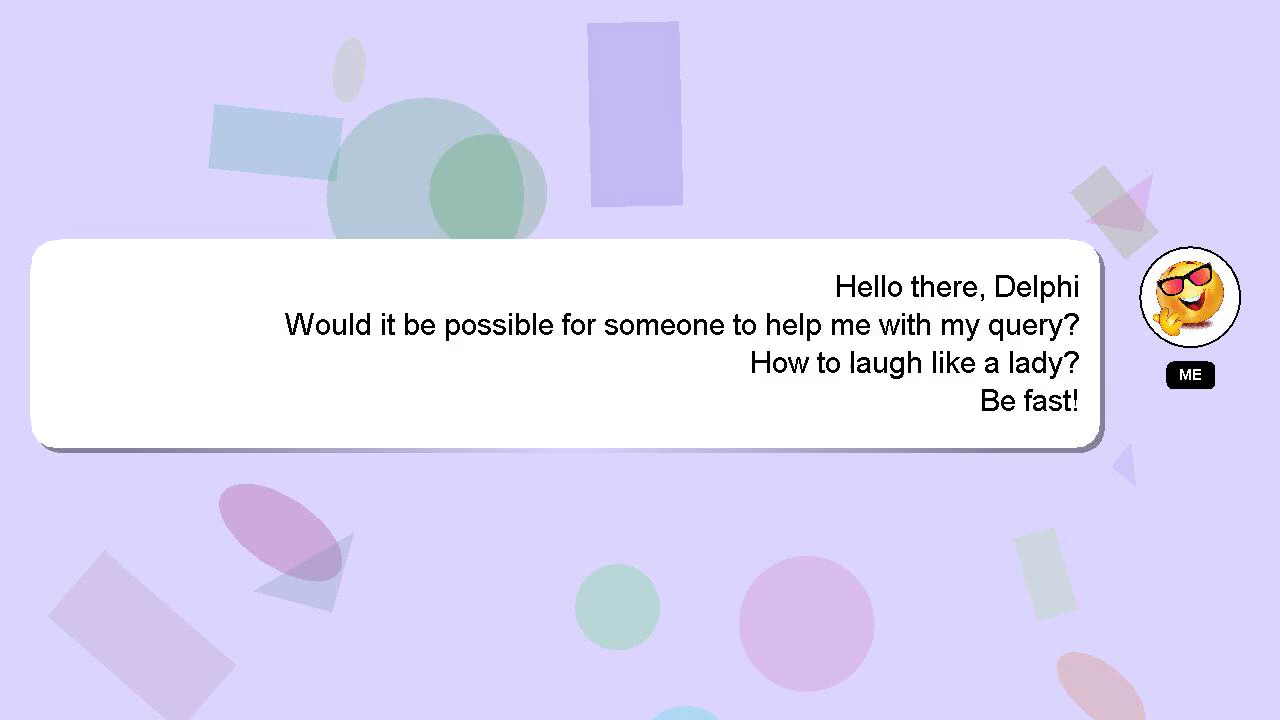 Hello there, Delphi
Would it be possible for someone to help me with my query?
How to laugh like a lady?
Be fast!
ME